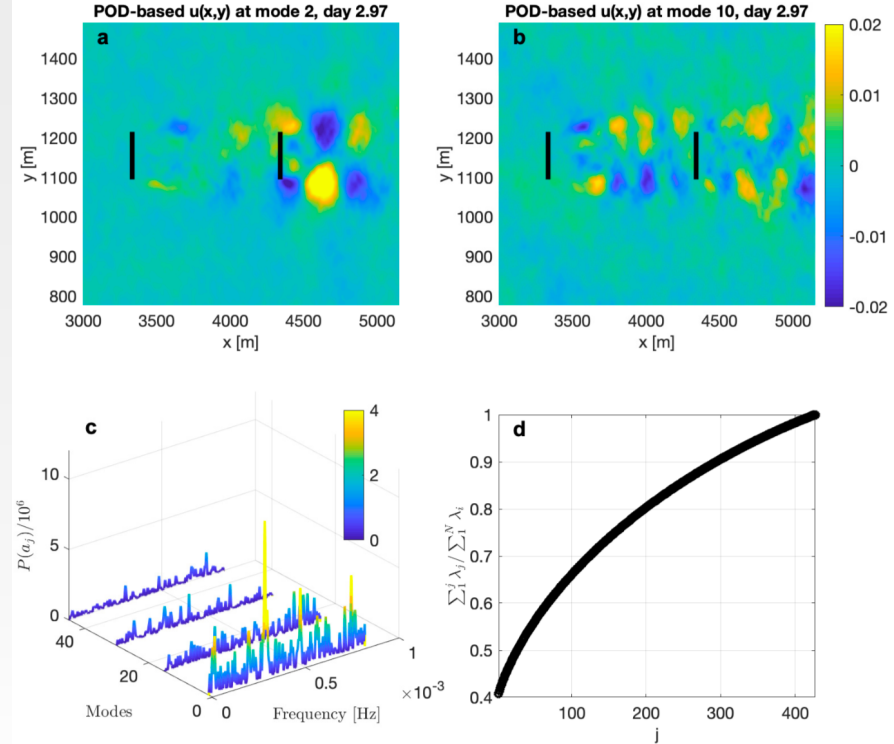 POD-based u(x,y) at mode 2, day 2.97
a
1400
1300
1200
1100
1000
900
800
y [m]
3000 3500 4000 4500 5000
x [m]
POD-based u(x,y) at mode 10, day 2.97
b
1400
1300
1200
1100
1000
900
800
y [m]
3000 3500 4000 4500 5000
x [m]
0.02
0.01
0
-0.01
-0.02
c
4
2
0
10
5
0
P(a_j)/10^6
40
20
0
Modes
0
0.5
1
×10^-3
Frequency [Hz]
d
1
0.9
0.8
0.7
0.6
0.5
0.4
∑_1^j λ_j / ∑_1^N λ_i
100 200 300 400
j